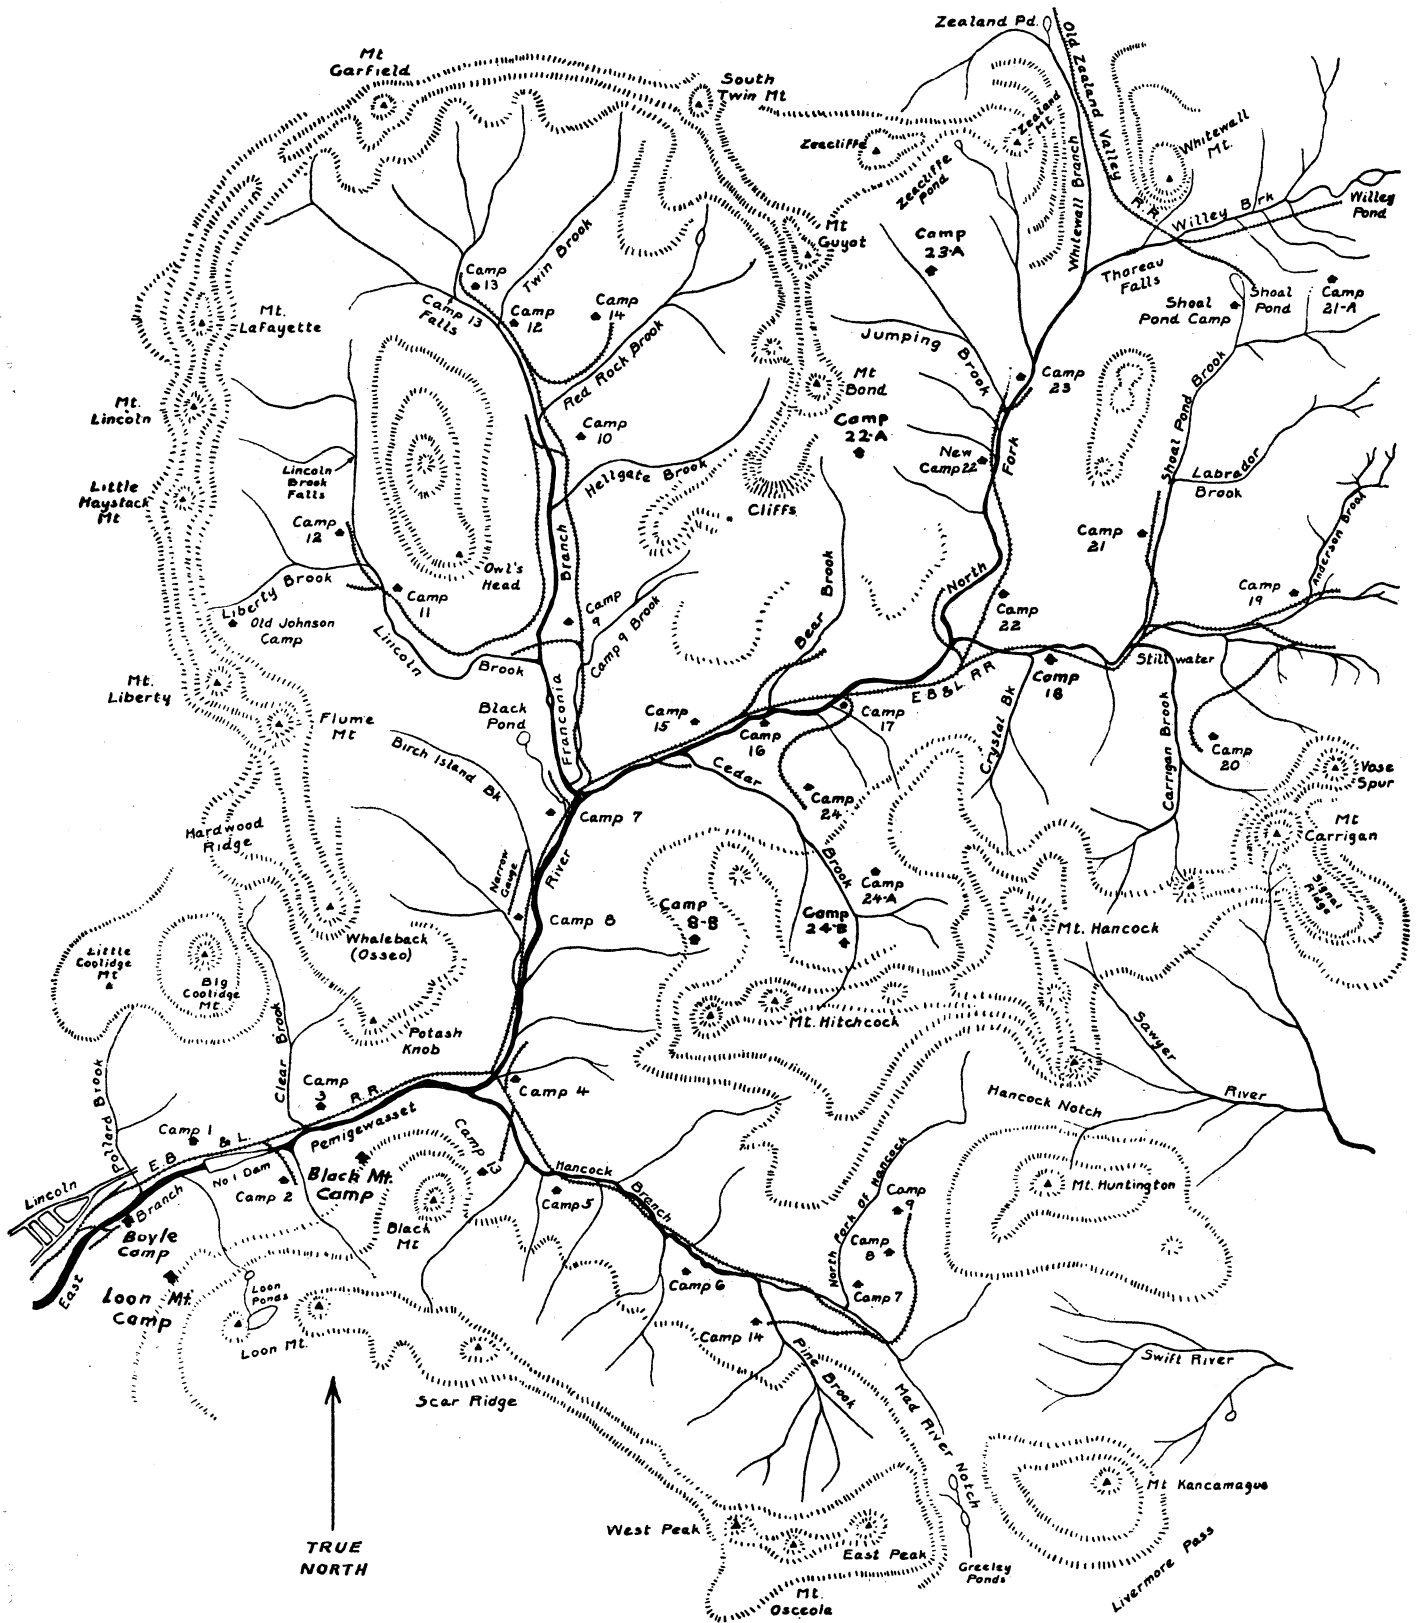 Zealand Pd.
Old Zealand Valley
R.R.
Mt
Garfield
South
Twin Mt
Zeacliffe
Zealand
Mt.
Whitewall
Mt.
Whitewall Branch
Zeacliffe
Pond
Willey Brk
Willey
Pond
Mt
Guyot
Camp
23-A
Thoreau
Falls
Twin Brook
Camp
13
Camp 13
Falls
Camp
12
Camp
14
Shoal
Pond Camp
Shoal
Pond
Camp
21-A
Mt.
Lafayette
Red Rock Brook
Jumping
Brook
Mt
Bond
Camp
23
Mt.
Lincoln
Camp
10
Camp
22-A
New
Camp 22
Fork
Shoal Pond Brook
Lincoln
Brook
Falls
Hellgate Brook
Labrador
Brook
Little
Haystack
Mt
Cliffs
Camp
12
Camp
21
Anderson Brook
Owl's
Head
Branch
Bear Brook
North
Liberty Brook
Camp
11
Camp
9
Camp 9 Brook
Camp
19
Old Johnson
Camp
Camp
22
Lincoln
Brook
Stillwater
Mt.
Liberty
E B & L RR
Camp
18
Franconia
Black
Pond
Camp
15
Camp
16
Camp
17
Crystal Bk
Carrigan Brook
Flume
Mt
Birch Island Bk
Cedar
Camp
20
Vose
Spur
Camp
24
Camp 7
Hardwood
Ridge
Mt
Carrigan
Narrow
Gauge
River
Brook
Camp
24-A
Signal
Ridge
Camp
8-B
Camp
24-B
Camp 8
Mt. Hancock
Whaleback
(Osseo)
Little
Coolidge
Mt
Big
Coolidge
Mt.
Mt. Hitchcock
Potash
Knob
Clear Brook
Sawyer
River
Pollard Brook
Camp
3
R.R.
Camp 4
Hancock Notch
Camp 1
& L.
Pemigewasset
Camp
13
E.B.
No 1 Dam
Camp 2
Black Mt.
Camp
Hancock
Branch
Camp 5
North Fork Of Hancock
Mt. Huntington
Lincoln
Branch
Camp
9
Boyle
Camp
Black
Mt
Camp
8
East
Loon Mt.
Camp
Loon
Ponds
Camp 6
Camp 7
Loon Mt.
Camp 14
Pine
Brook
Swift River
Scar Ridge
Mad River Notch
Mt Kancamagus
West Peak
East Peak
Greeley
Ponds
Livermore Pass
Mt.
Osceola
TRUE
NORTH